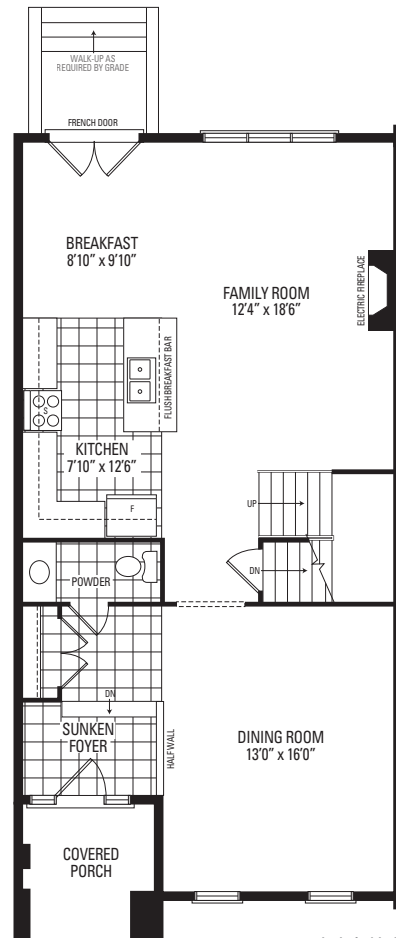 WALK-UP AS
REQUIRED BY GRADE
FRENCH DOOR
BREAKFAST
8'10" x 9'10"
FAMILY ROOM
12'4" x 18'6"
ELECTRIC FIREPLACE
FLUSH BREAKFAST BAR
S
KITCHEN
7'10" x 12'6"
F
UP
DN
POWDER
DN
SUNKEN
FOYER
HALF WALL
DINING ROOM
13'0" x 16'0"
COVERED
PORCH